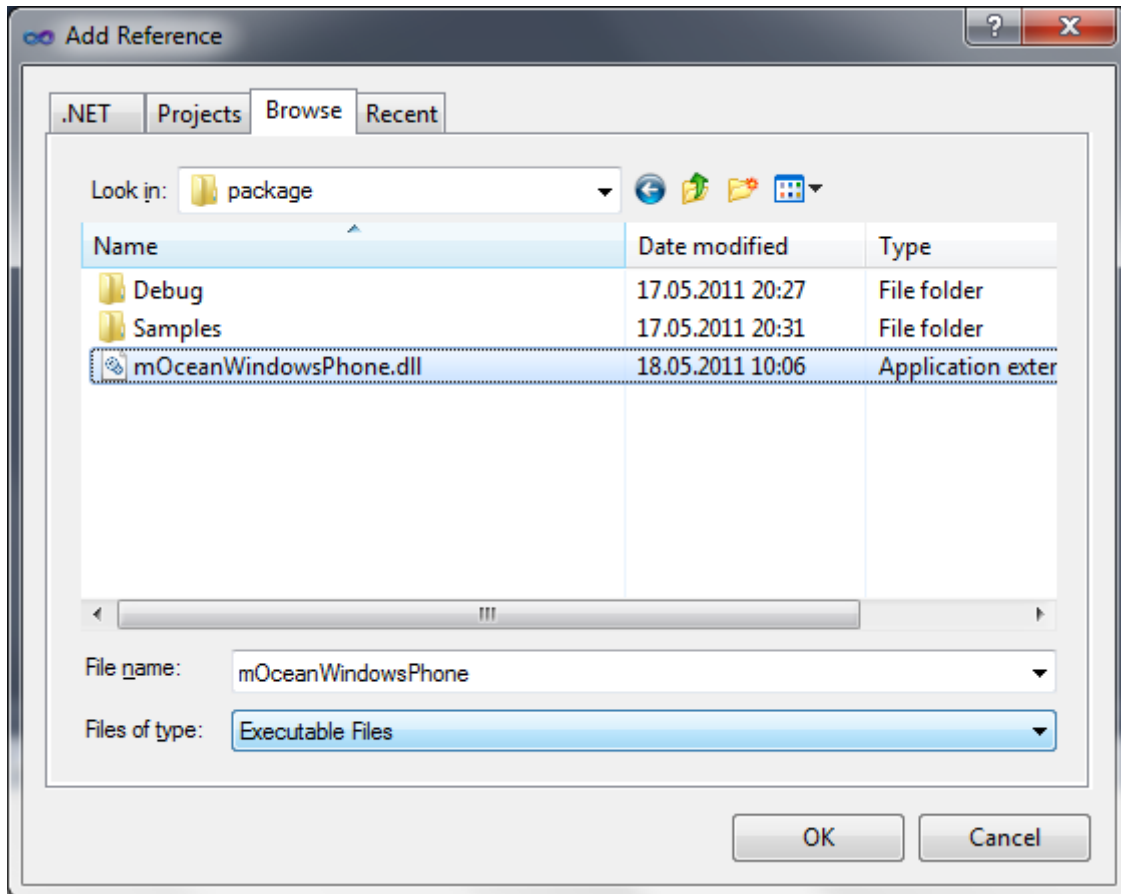 Add Reference
.NET Projects Browse Recent
Look in: package
Name Date modified Type
Debug 17.05.2011 20:27 File folder
Samples 17.05.2011 20:31 File folder
mOceanWindowsPhone.dll 18.05.2011 10:06 Application exter
File name: mOceanWindowsPhone
Files of type: Executable Files
OK Cancel